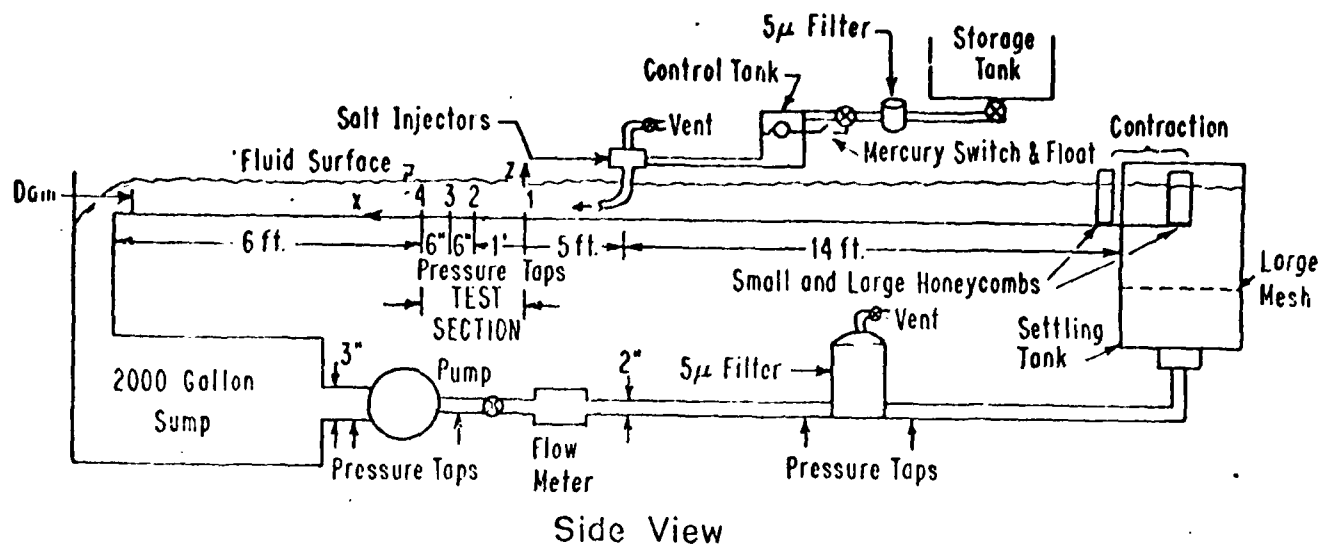 5μ Filter
Storage
Tank
Control Tank
Salt Injectors
Vent
Contraction
Mercury Switch & Float
Fluid Surface
Z
4 3 2 1
X
6 ft.
6" 6" 1' 5 ft.
14 ft.
Pressure Taps
TEST
SECTION
Small and Large Honeycombs
Large
Mesh
Settling
Tank
Vent
3"
Pump
2"
5μ Filter
2000 Gallon
Sump
Pressure Taps
Flow
Meter
Pressure Taps
Side View